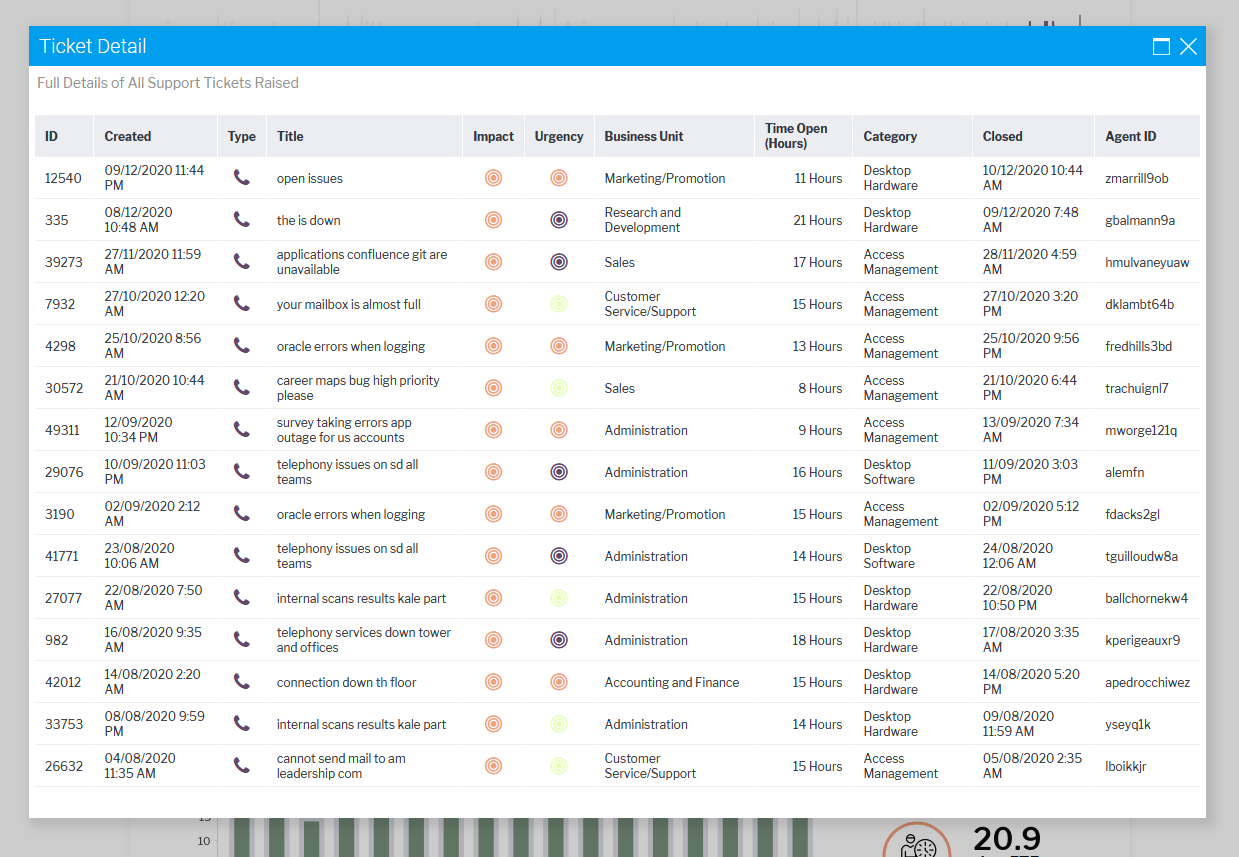 Ticket Detail
Full Details of All Support Tickets Raised
ID Created Type Title Impact Urgency Business Unit Time Open (Hours) Category Closed Agent ID
12540 09/12/2020 11:44 PM open issues Marketing/Promotion 11 Hours Desktop Hardware 10/12/2020 10:44 AM zmarrill9ob
335 08/12/2020 10:48 AM the is down Research and Development 21 Hours Desktop Hardware 09/12/2020 7:48 AM gbalmann9a
39273 27/11/2020 11:59 AM applications confluence git are unavailable Sales 17 Hours Access Management 28/11/2020 4:59 AM hmulvaneyuaw
7932 27/10/2020 12:20 AM your mailbox is almost full Customer Service/Support 15 Hours Access Management 27/10/2020 3:20 PM dklambt64b
4298 25/10/2020 8:56 AM oracle errors when logging Marketing/Promotion 13 Hours Access Management 25/10/2020 9:56 PM fredhills3bd
30572 21/10/2020 10:44 AM career maps bug high priority please Sales 8 Hours Access Management 21/10/2020 6:44 PM trachuignl7
49311 12/09/2020 10:34 PM survey taking errors app outage for us accounts Administration 9 Hours Access Management 13/09/2020 7:34 AM mworge121q
29076 10/09/2020 11:03 PM telephony issues on sd all teams Administration 16 Hours Desktop Software 11/09/2020 3:03 PM alemfn
3190 02/09/2020 2:12 AM oracle errors when logging Marketing/Promotion 15 Hours Access Management 02/09/2020 5:12 PM fdacks2gl
41771 23/08/2020 10:06 AM telephony issues on sd all teams Administration 14 Hours Desktop Software 24/08/2020 12:06 AM tguilloudw8a
27077 22/08/2020 7:50 AM internal scans results kale part Administration 15 Hours Desktop Hardware 22/08/2020 10:50 PM ballchornekw4
982 16/08/2020 9:35 AM telephony services down tower and offices Administration 18 Hours Desktop Hardware 17/08/2020 3:35 AM kperigeauxr9
42012 14/08/2020 2:20 AM connection down th floor Accounting and Finance 15 Hours Desktop Hardware 14/08/2020 5:20 PM apedrocchiwez
33753 08/08/2020 9:59 PM internal scans results kale part Administration 14 Hours Desktop Hardware 09/08/2020 11:59 AM yseyq1k
26632 04/08/2020 11:35 AM cannot send mail to am leadership com Customer Service/Support 15 Hours Access Management 05/08/2020 2:35 AM lboikkjr
10
20.9